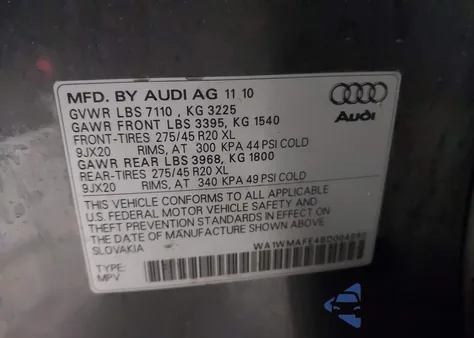 MFD. BY AUDI AG 11 10
GVWR LBS 7110 , KG 3225
GAWR FRONT LBS 3395, KG 1540
FRONT-TIRES 275/45 R20 XL
9JX20 RIMS, AT 300 KPA 44 PSI COLD
GAWR REAR LBS 3968, KG 1800
REAR-TIRES 275/45 R20 XL
9JX20 RIMS, AT 340 KPA 49 PSI COLD
THIS VEHICLE CONFORMS TO ALL APPLICABLE
U.S. FEDERAL MOTOR VEHICLE SAFETY AND
THEFT PREVENTION STANDARDS IN EFFECT ON
THE DATE OF MANUFACTURE SHOWN ABOVE.
SLOVAKIA
TYPE:
MPV
Audi